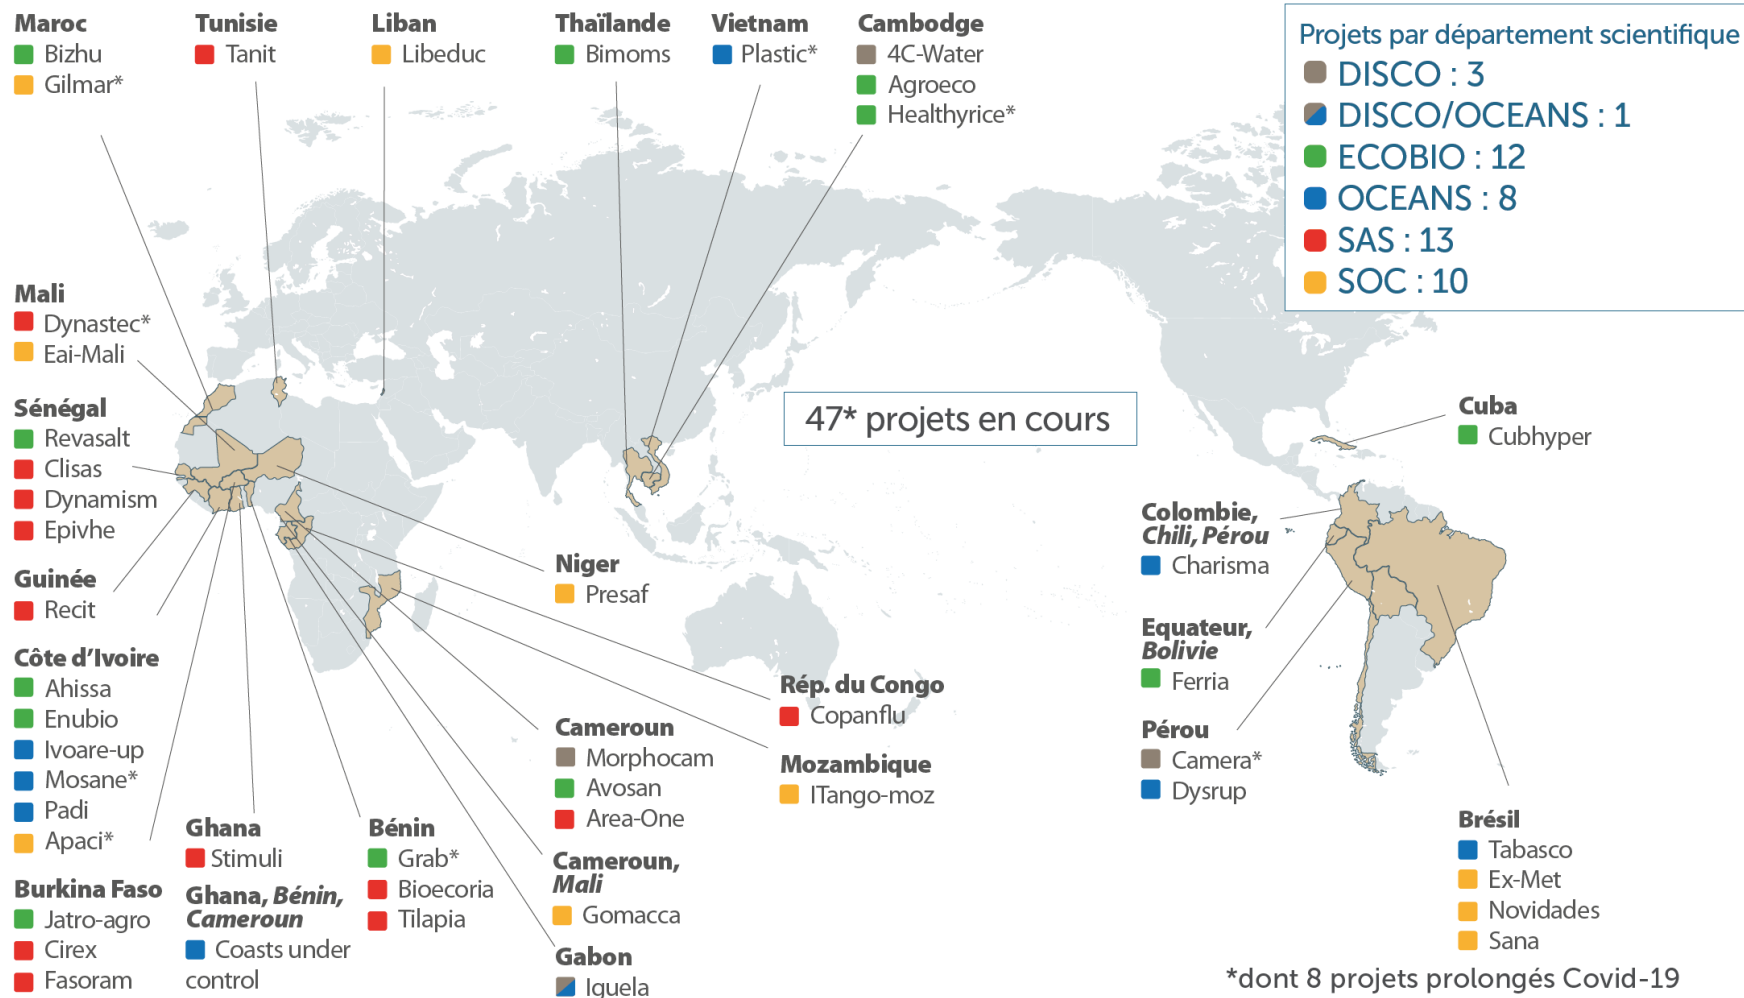 Maroc
Bizhu
Gilmar*
Tunisie
Tanit
Liban
Libeduc
Thaïlande
Bimoms
Vietnam
Plastic*
Cambodge
4C-Water
Agroeco
Healthyrice*
Projets par département scientifique
DISCO : 3
DISCO/OCEANS : 1
ECOBIO : 12
OCEANS : 8
SAS : 13
SOC : 10
Mali
Dynastec*
Eai-Mali
Sénégal
Revasalt
Clisas
Dynamism
Epivhe
Guinée
Recit
Côte d’Ivoire
Ahissa
Enubio
Ivoare-up
Mosane*
Padi
Apaci*
Burkina Faso
Jatro-agro
Cirex
Fasoram
Ghana
Stimuli
Ghana, Bénin,
Cameroun
Coasts under
control
Bénin
Grab*
Bioecoria
Tilapia
47* projets en cours
Niger
Presaf
Cameroun
Morphocam
Avosan
Area-One
Cameroun,
Mali
Gomacca
Gabon
Iguela
Rép. du Congo
Copanflu
Mozambique
ITango-moz
Cuba
Cubhyper
Colombie,
Chili, Pérou
Charisma
Equateur,
Bolivie
Ferria
Pérou
Camera*
Dysrup
Brésil
Tabasco
Ex-Met
Novidades
Sana
*dont 8 projets prolongés Covid-19